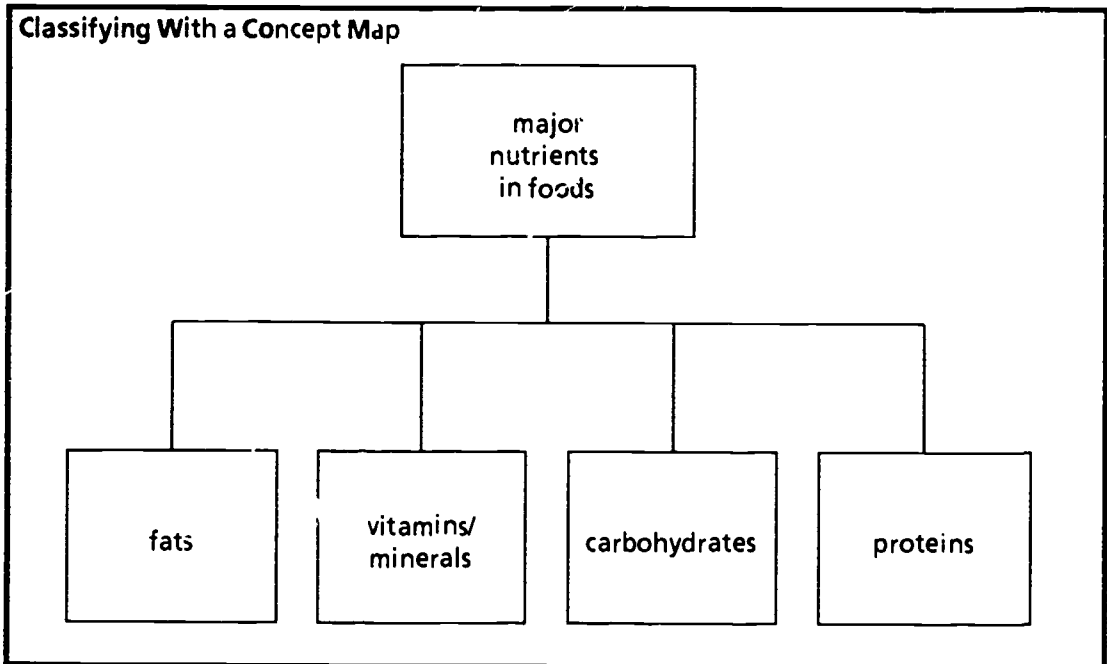 Classifying With a Concept Map
major
nutrients
in foods
fats
vitamins/
minerals
carbohydrates
proteins